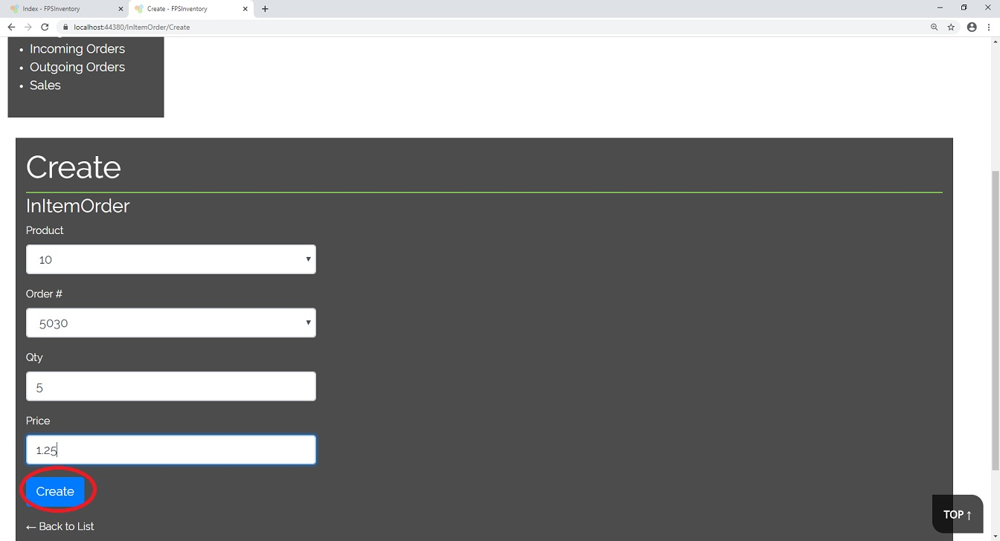 Index - FPSInventory
Create - FPSInventory
localhost:44380/InItemOrder/Create
Incoming Orders
Outgoing Orders
Sales
Create
InItemOrder
Product
10
Order #
5030
Qty
5
Price
1.25
Create
← Back to List
TOP ↑